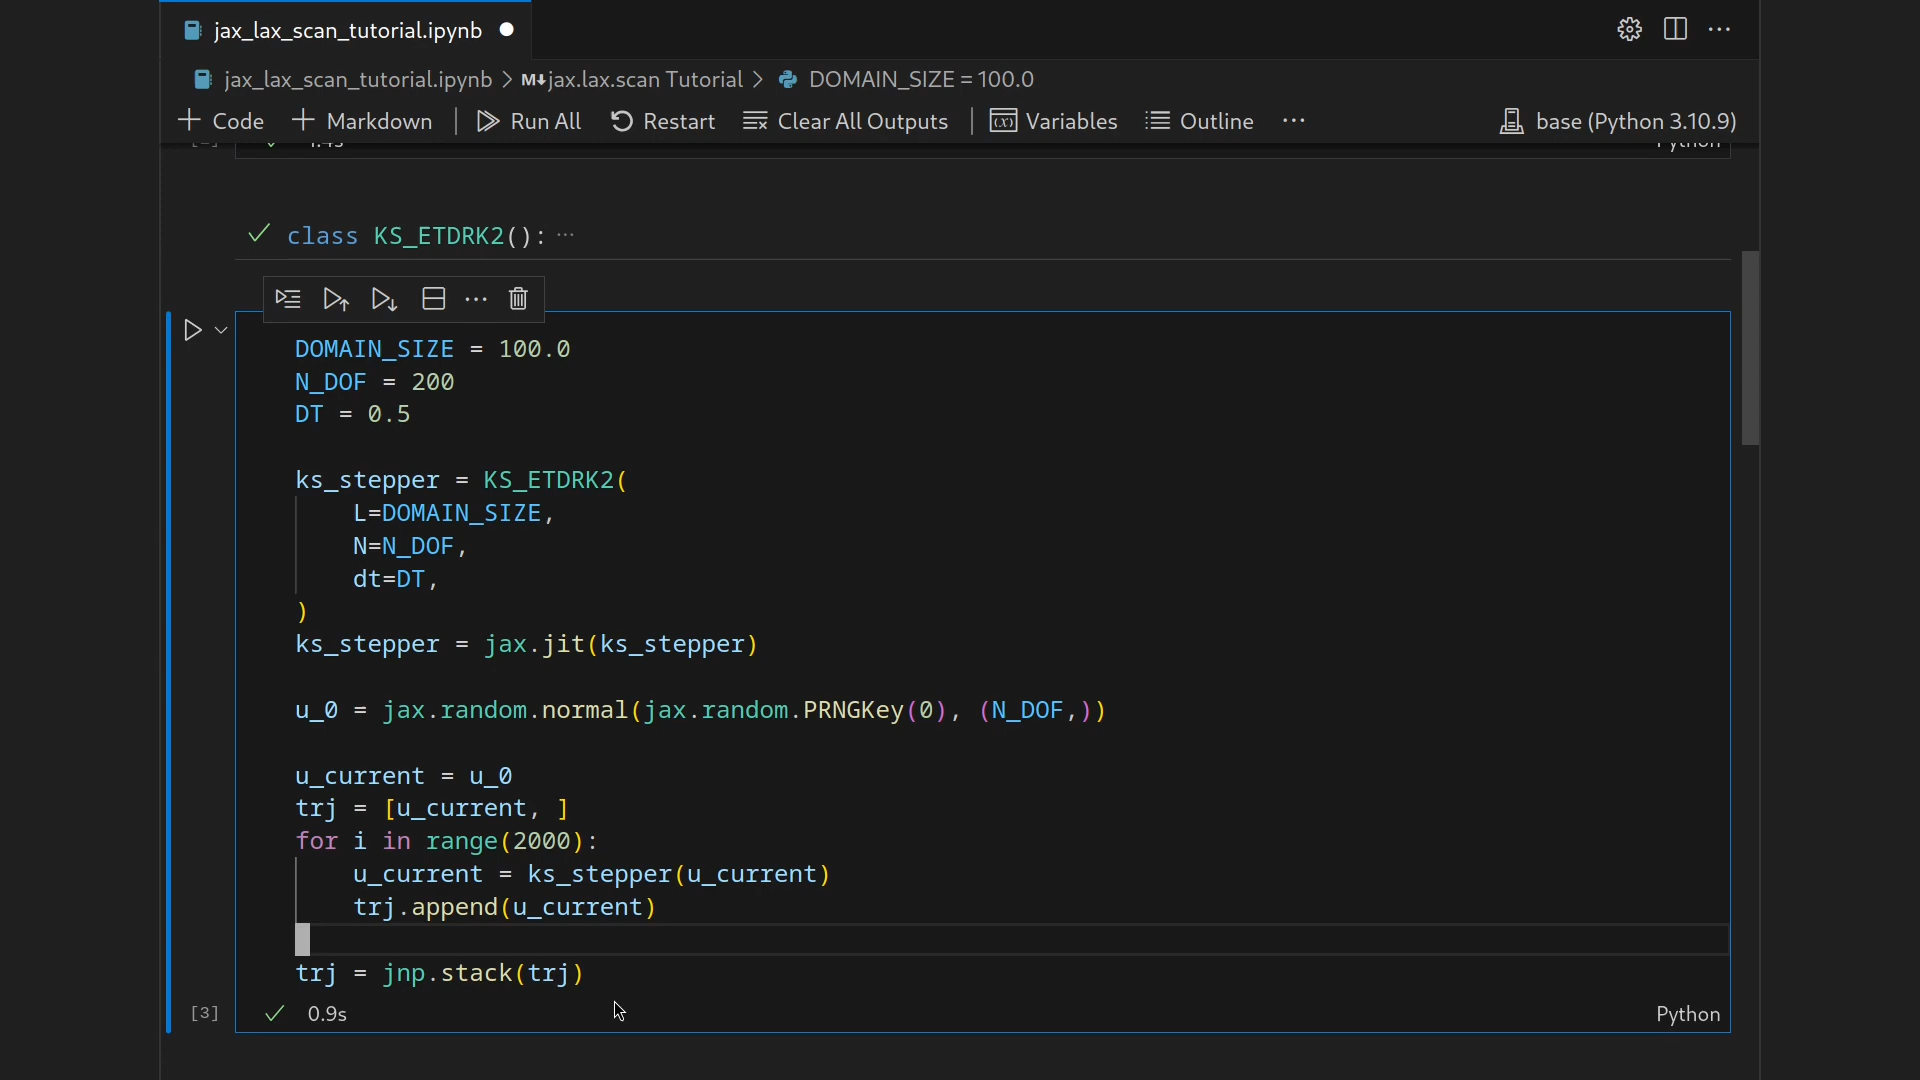 jax_lax_scan_tutorial.ipynb
jax_lax_scan_tutorial.ipynb > M↓ jax.lax.scan Tutorial > DOMAIN_SIZE = 100.0
+ Code + Markdown | Run All Restart Clear All Outputs | Variables Outline ... base (Python 3.10.9)
class KS_ETDRK2(): ...
DOMAIN_SIZE = 100.0
N_DOF = 200
DT = 0.5
ks_stepper = KS_ETDRK2(
    L=DOMAIN_SIZE,
    N=N_DOF,
    dt=DT,
)
ks_stepper = jax.jit(ks_stepper)
u_0 = jax.random.normal(jax.random.PRNGKey(0), (N_DOF,))
u_current = u_0
trj = [u_current, ]
for i in range(2000):
    u_current = ks_stepper(u_current)
    trj.append(u_current)
trj = jnp.stack(trj)
[3] 0.9s Python